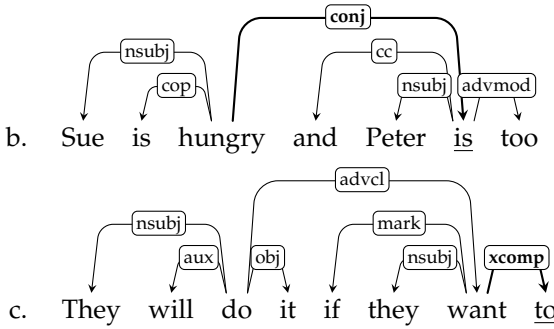 conj
nsubj cc
cop nsubj advmod
b. Sue is hungry and Peter is too
advcl
nsubj mark
aux obj nsubj xcomp
c. They will do it if they want to